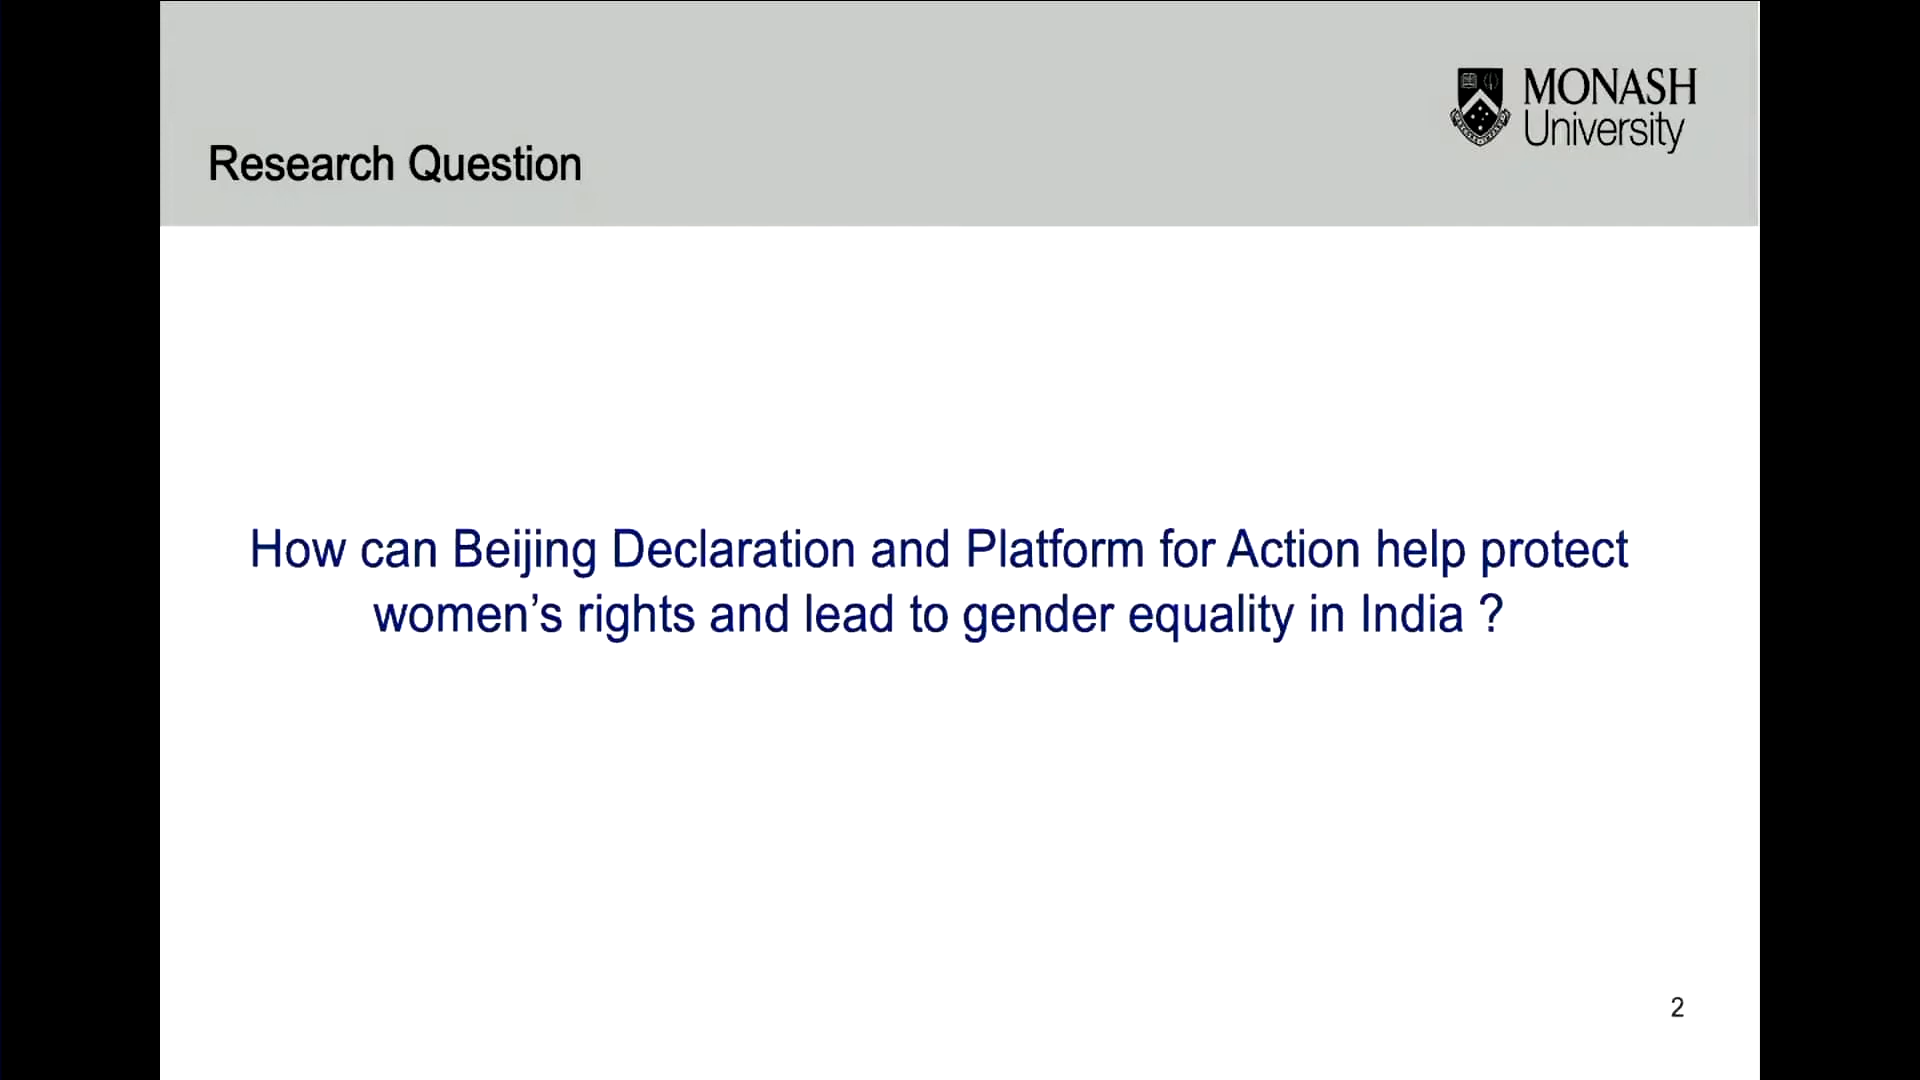 MONASH
University
Research Question
How can Beijing Declaration and Platform for Action help protect
women’s rights and lead to gender equality in India ?
2